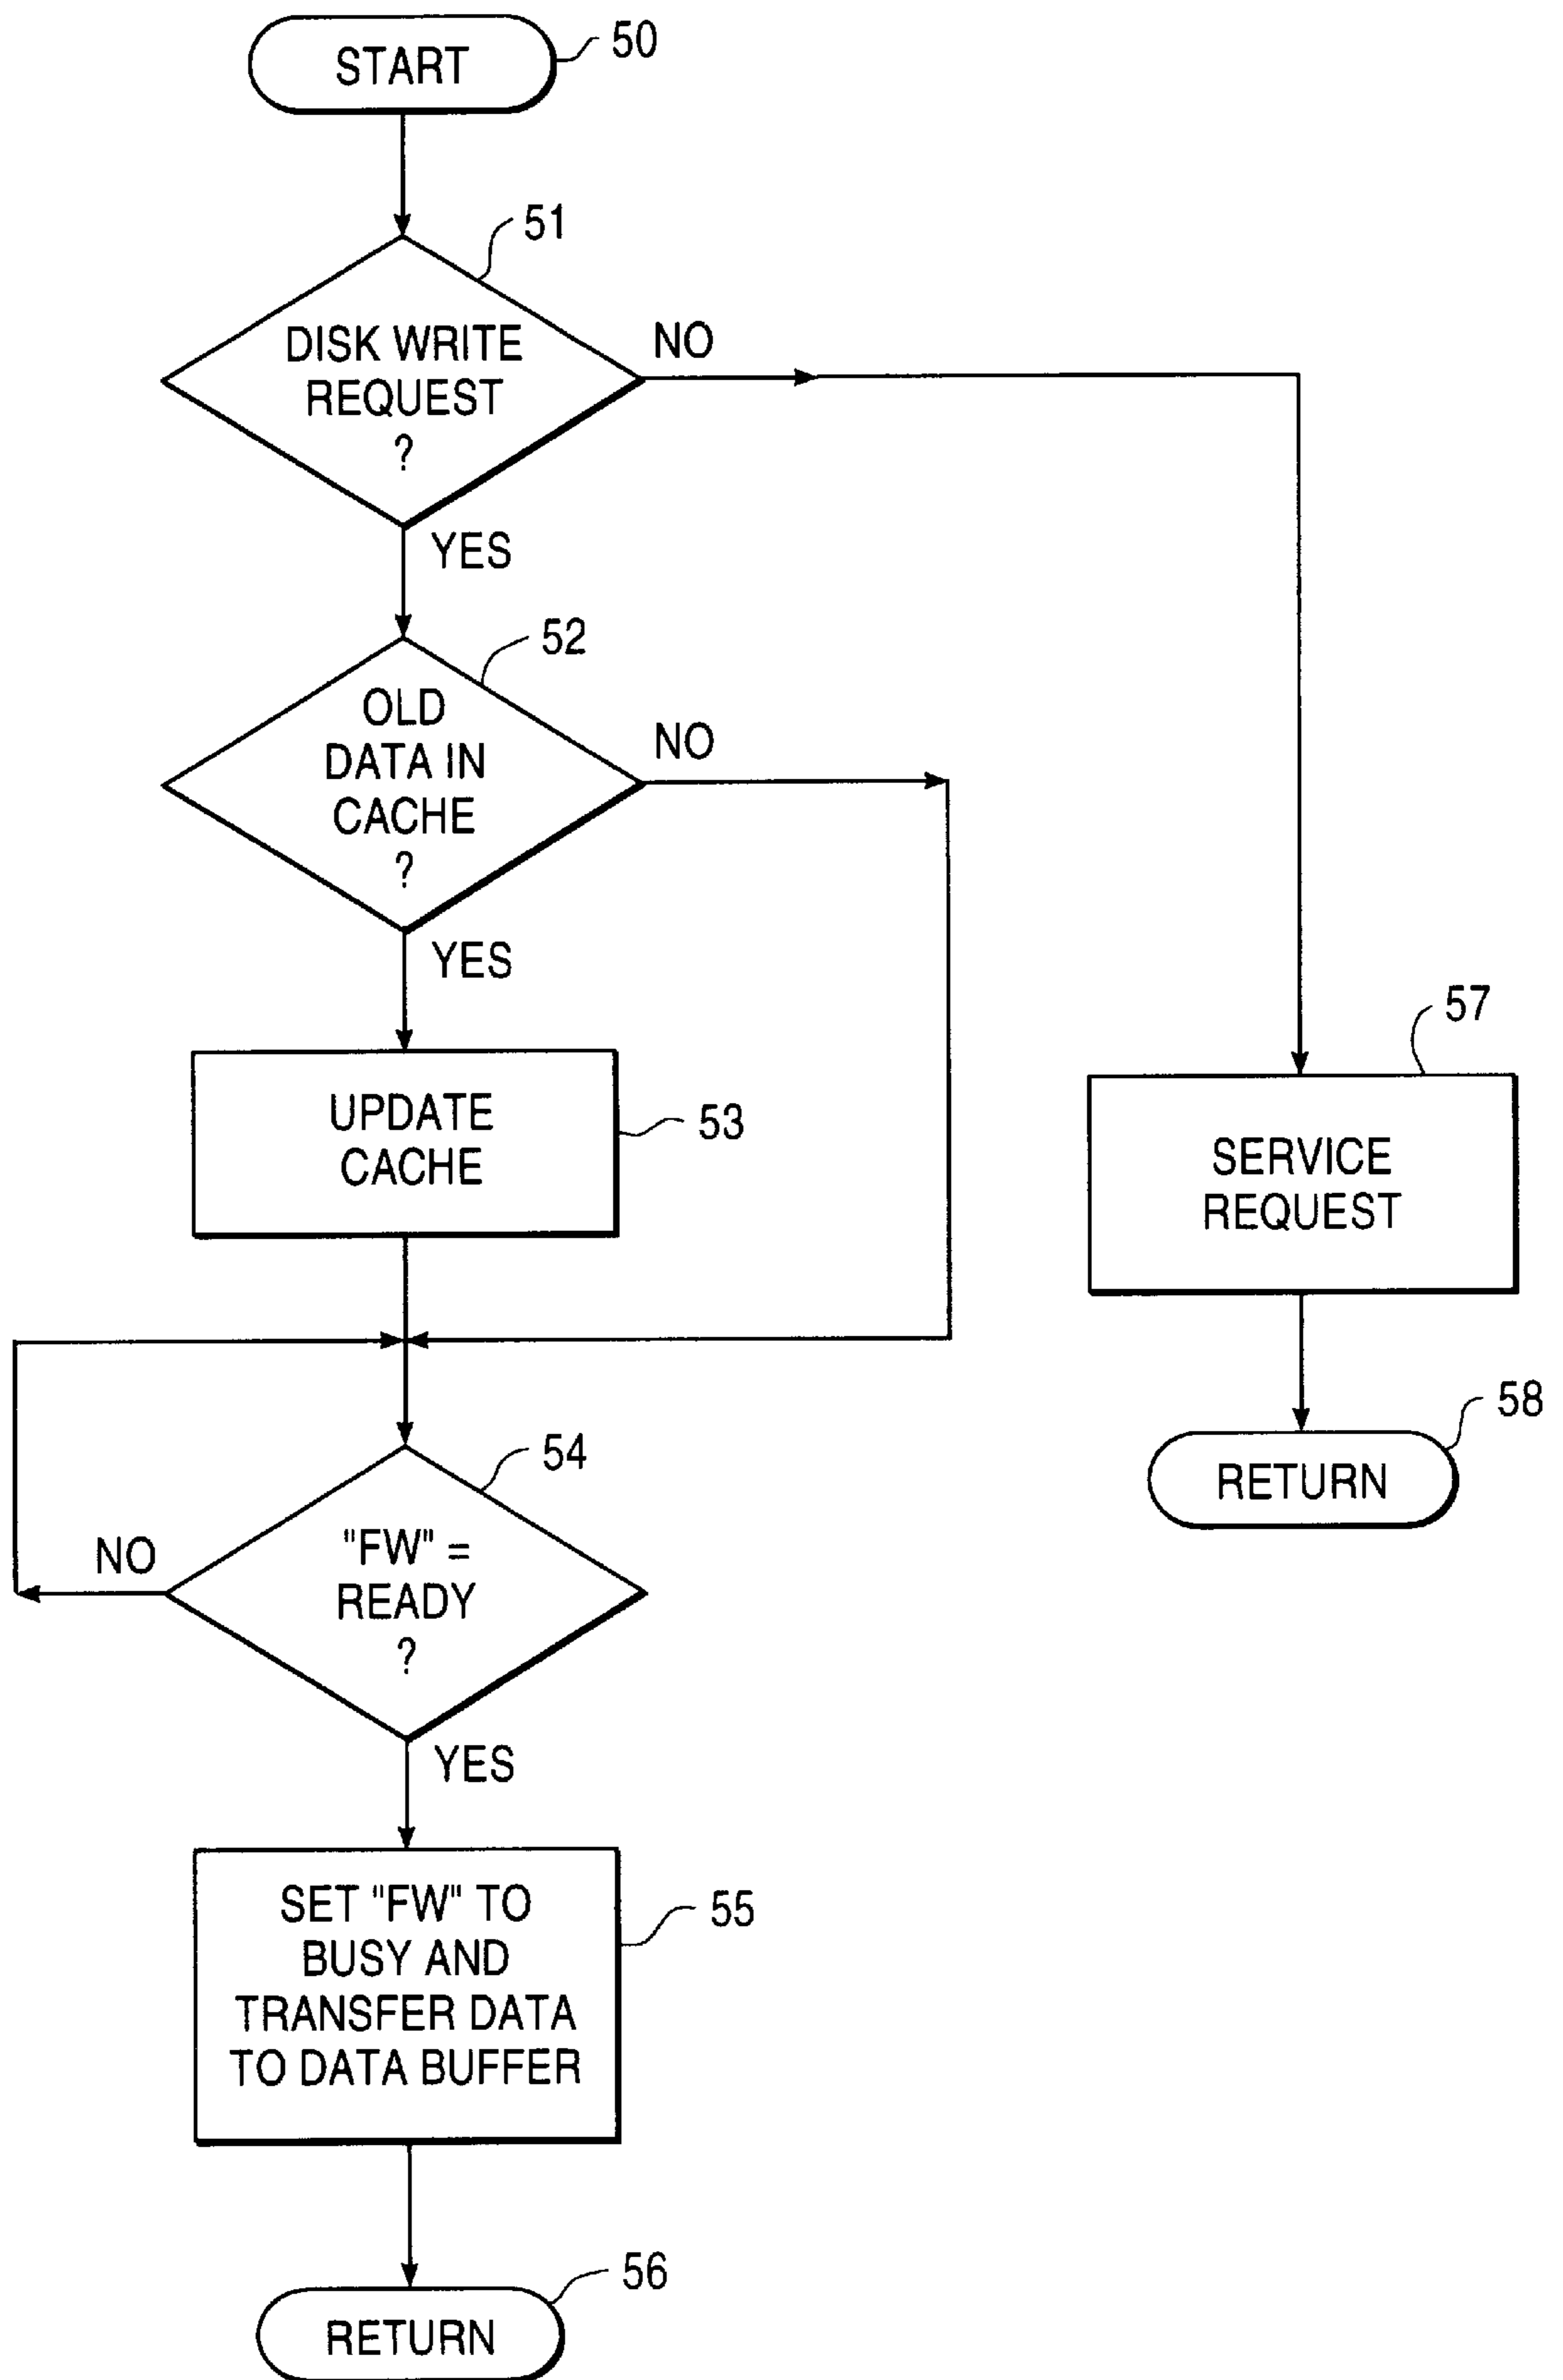 START
50
51
DISK WRITE
REQUEST
?
NO
YES
52
OLD
DATA IN
CACHE
?
NO
YES
UPDATE
CACHE
53
57
SERVICE
REQUEST
58
RETURN
54
"FW" =
READY
?
NO
YES
SET "FW" TO
BUSY AND
TRANSFER DATA
TO DATA BUFFER
55
56
RETURN